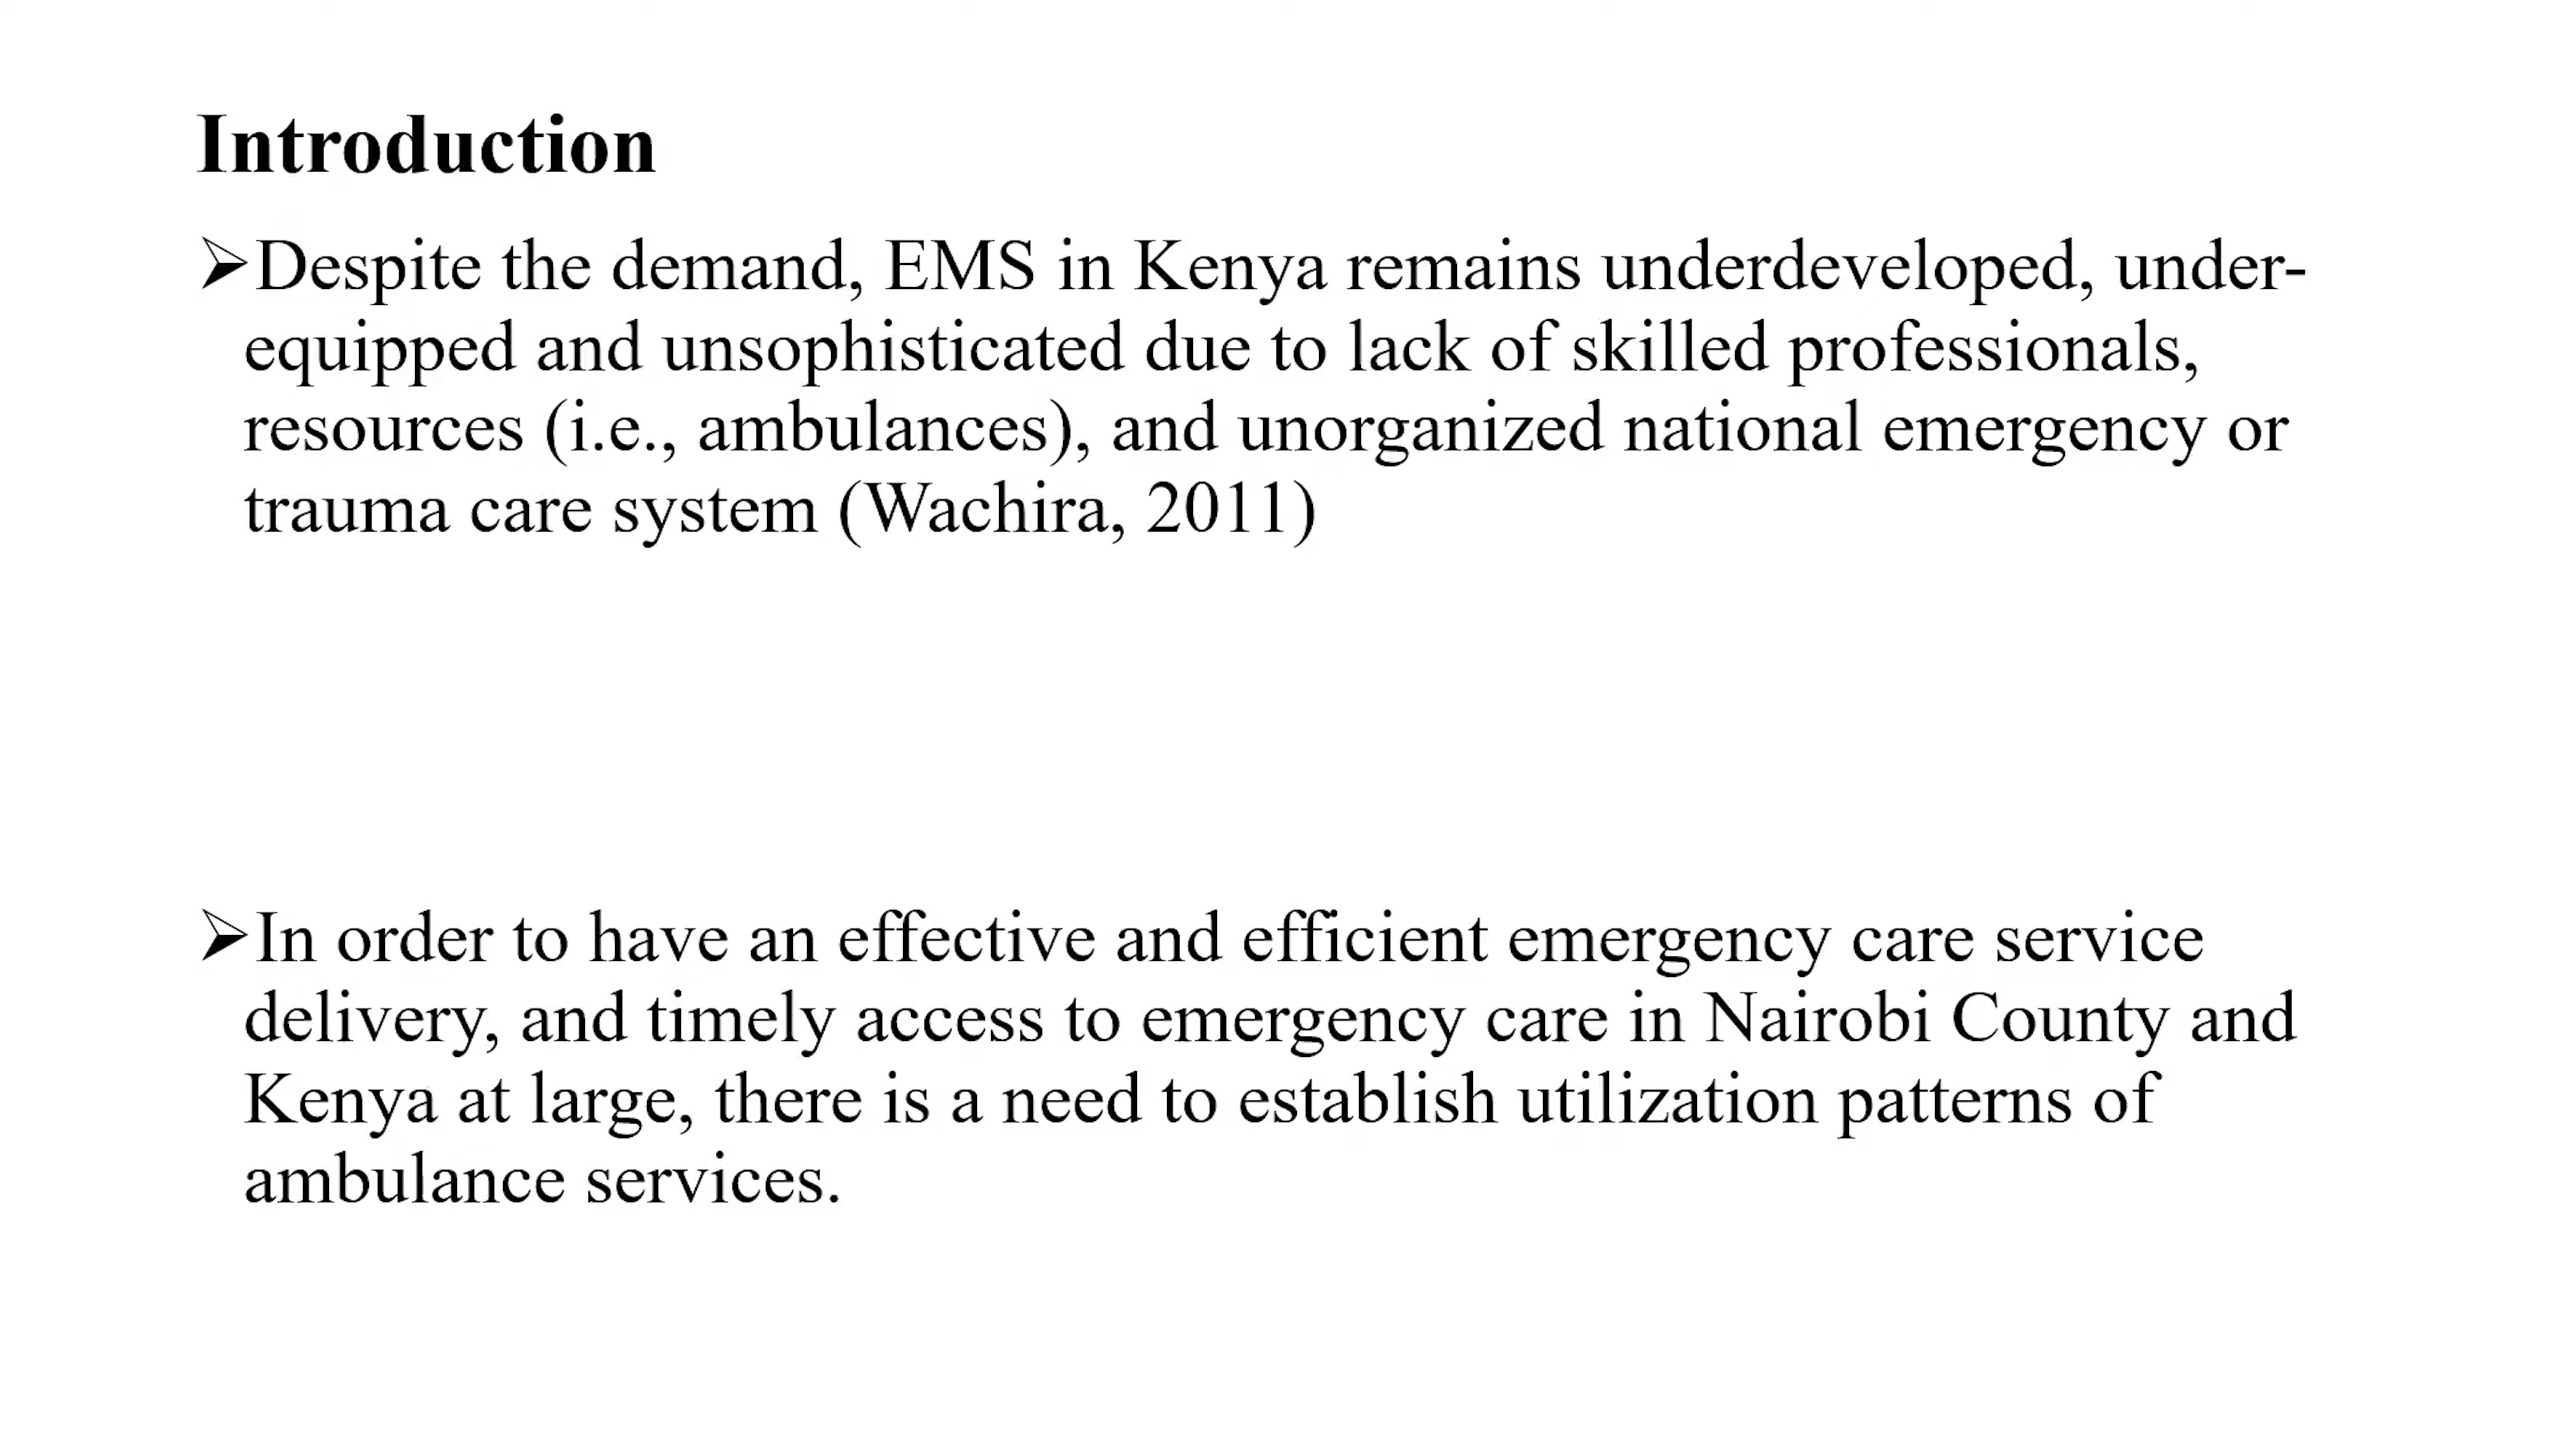 Introduction
➢Despite the demand, EMS in Kenya remains underdeveloped, under-
equipped and unsophisticated due to lack of skilled professionals,
resources (i.e., ambulances), and unorganized national emergency or
trauma care system (Wachira, 2011)
➢In order to have an effective and efficient emergency care service
delivery, and timely access to emergency care in Nairobi County and
Kenya at large, there is a need to establish utilization patterns of
ambulance services.